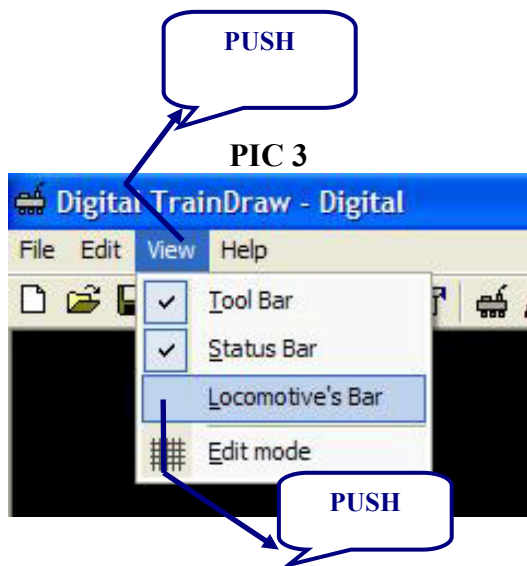 PUSH
PIC 3
Digital TrainDraw - Digital
File Edit View Help
Tool Bar
Status Bar
Locomotive's Bar
Edit mode
PUSH